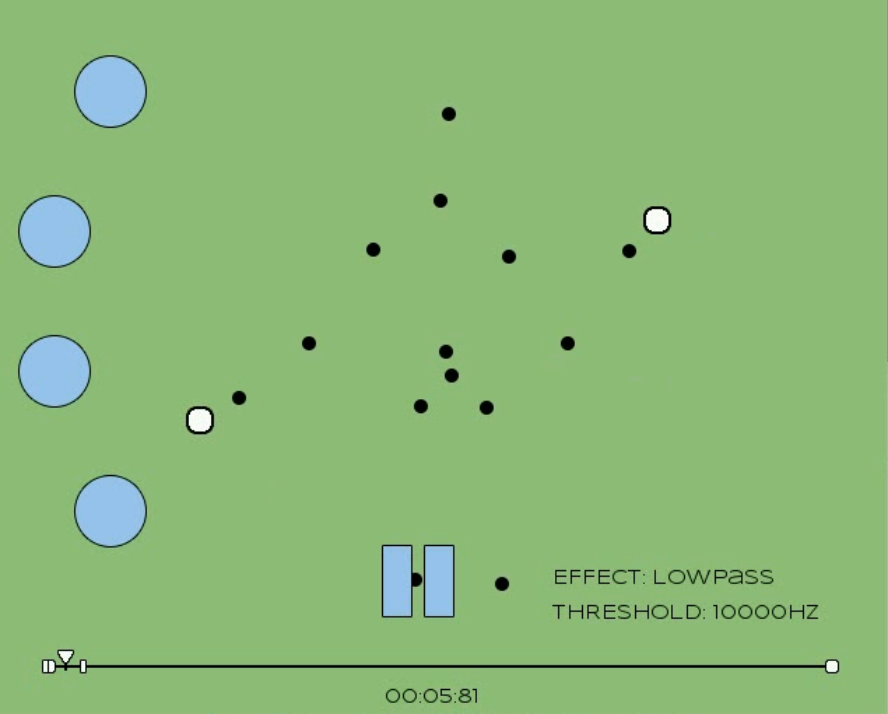 EFFECT: LOWPASS
THRESHOLD: 10000HZ
00:05:81